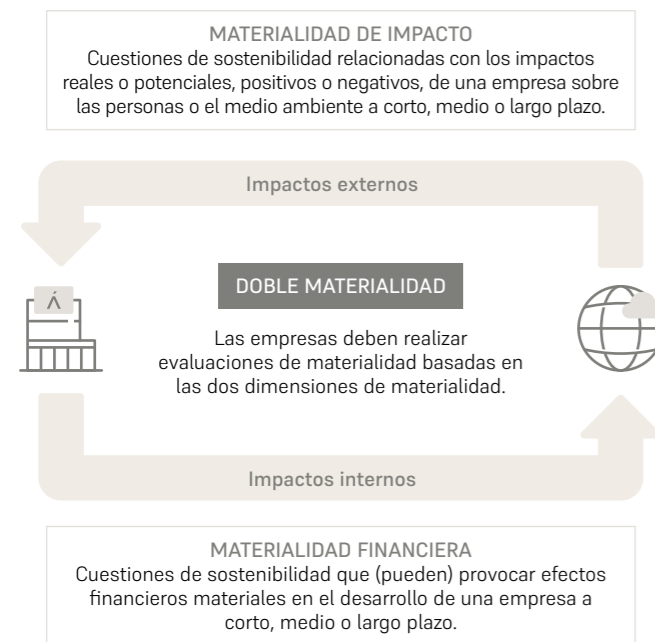 MATERIALIDAD DE IMPACTO
Cuestiones de sostenibilidad relacionadas con los impactos
reales o potenciales, positivos o negativos, de una empresa sobre
las personas o el medio ambiente a corto, medio o largo plazo.
Impactos externos
Á
DOBLE MATERIALIDAD
Las empresas deben realizar
evaluaciones de materialidad basadas en
las dos dimensiones de materialidad.
Impactos internos
MATERIALIDAD FINANCIERA
Cuestiones de sostenibilidad que (pueden) provocar efectos
financieros materiales en el desarrollo de una empresa a
corto, medio o largo plazo.